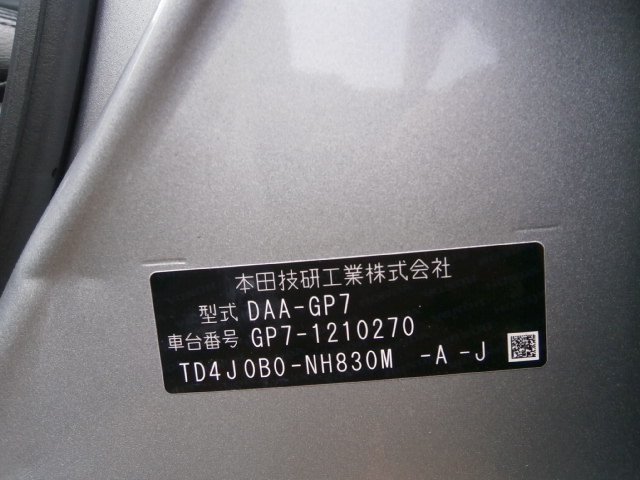 本田技研工業株式会社
型式 DAA-GP7
車台番号 GP7-1210270
TD4J0B0-NH830M -A-J